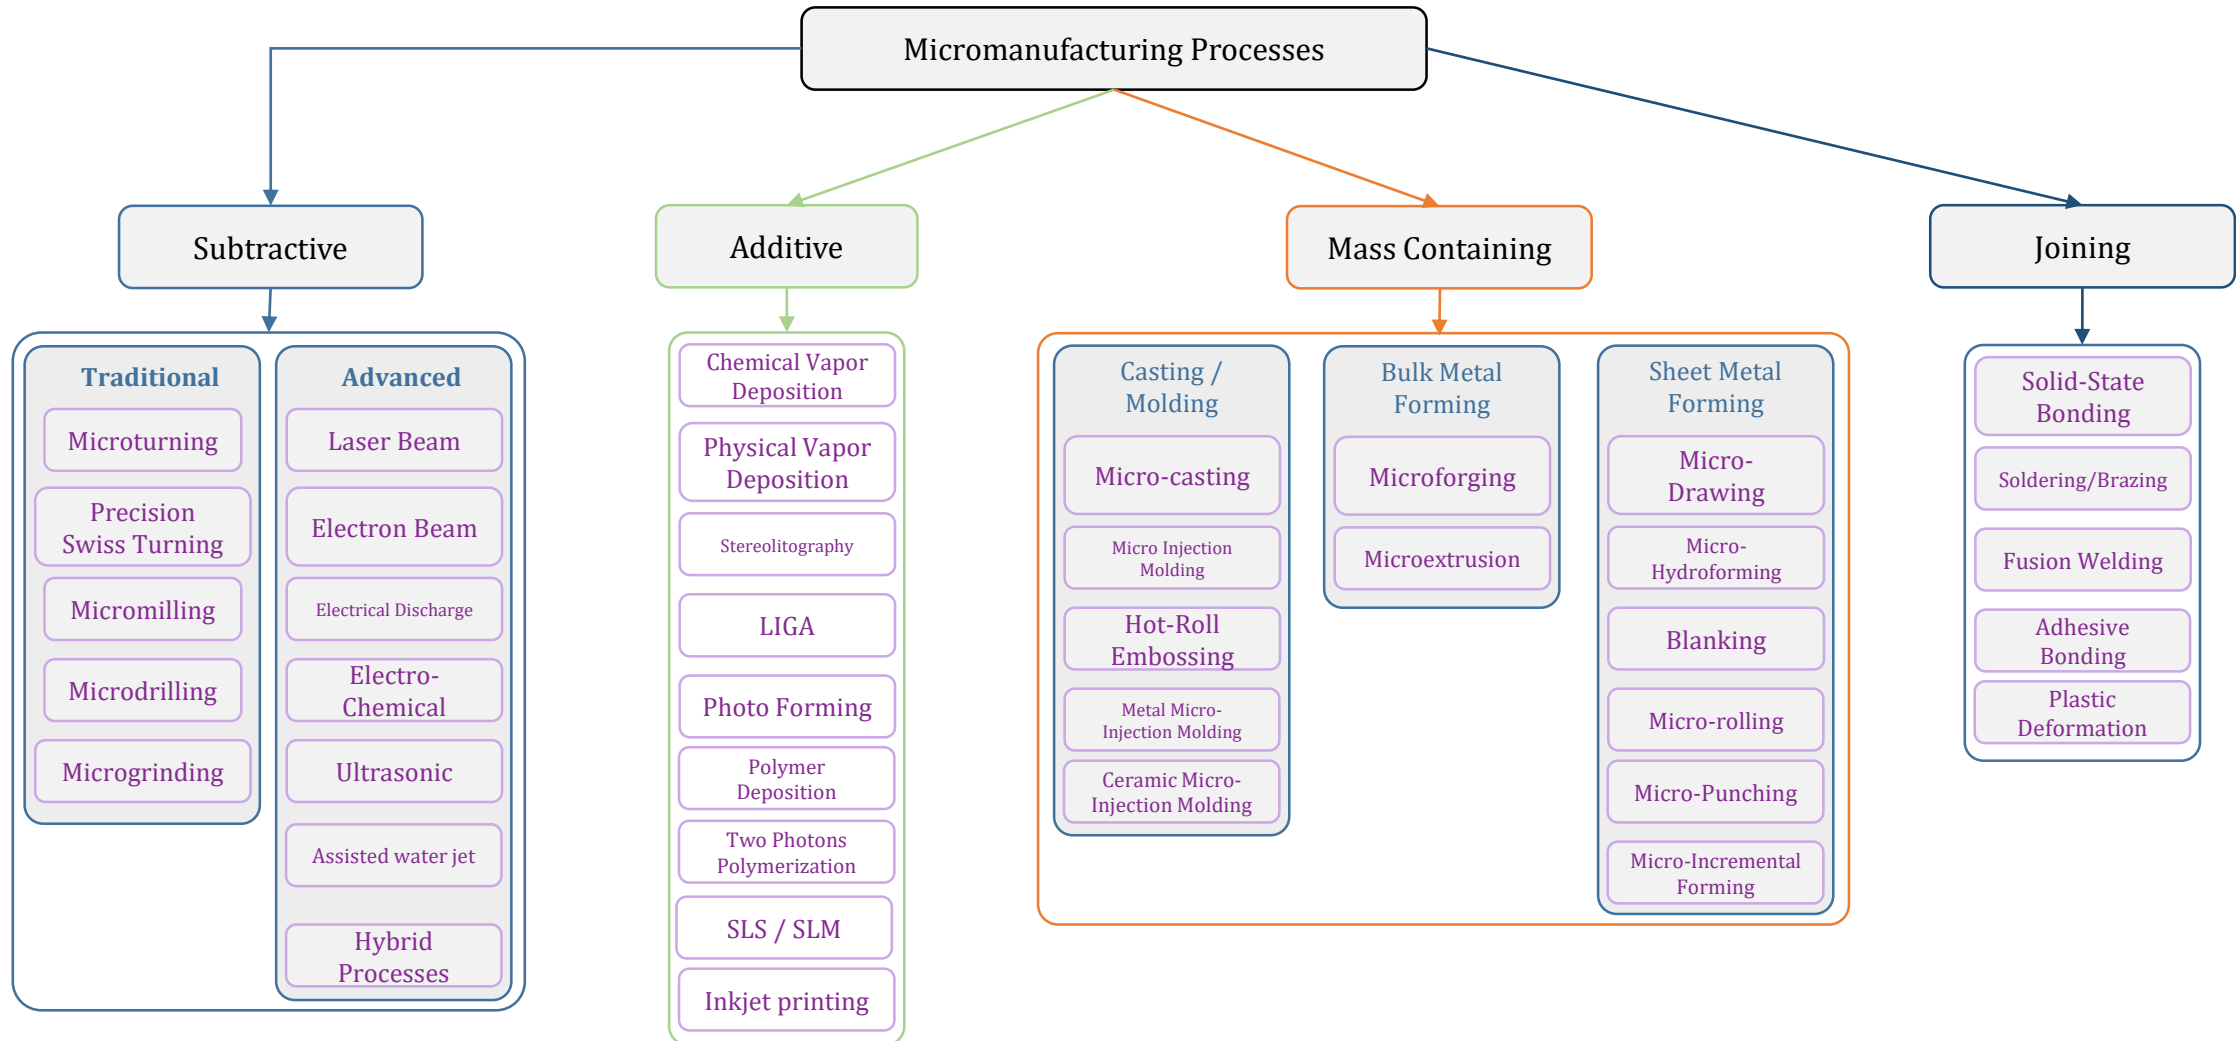 Micromanufacturing Processes
Subtractive
Additive
Mass Containing
Joining
Traditional
Microturning
Precision
Swiss Turning
Micromilling
Microdrilling
Microgrinding
Advanced
Laser Beam
Electron Beam
Electrical Discharge
Electro-
Chemical
Ultrasonic
Assisted water jet
Hybrid
Processes
Chemical Vapor
Deposition
Physical Vapor
Deposition
Stereolitography
LIGA
Photo Forming
Polymer
Deposition
Two Photons
Polymerization
SLS / SLM
Inkjet printing
Casting /
Molding
Micro-casting
Micro Injection
Molding
Hot-Roll
Embossing
Metal Micro-
Injection Molding
Ceramic Micro-
Injection Molding
Bulk Metal
Forming
Microforging
Microextrusion
Sheet Metal
Forming
Micro-
Drawing
Micro-
Hydroforming
Blanking
Micro-rolling
Micro-Punching
Micro-Incremental
Forming
Solid-State
Bonding
Soldering/Brazing
Fusion Welding
Adhesive
Bonding
Plastic
Deformation